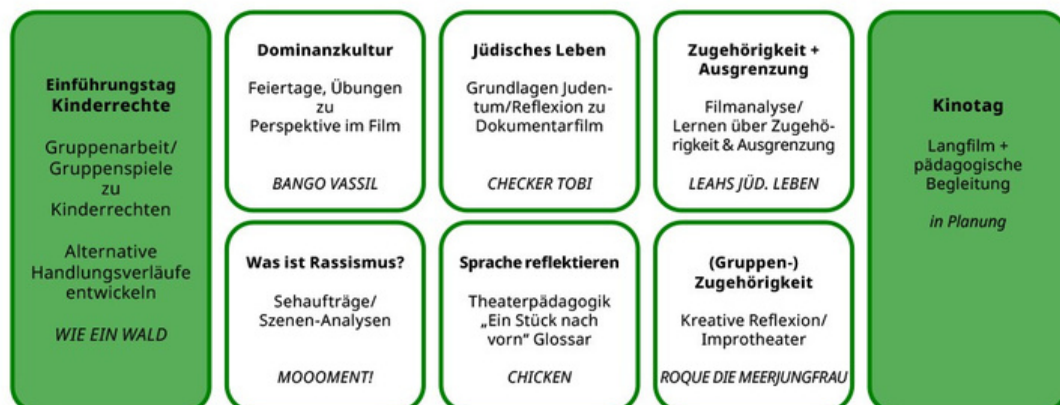 Einführungstag
Kinderrechte
Gruppenarbeit/
Gruppenspiele
zu
Kinderrechten
Alternative
Handlungsverläufe
entwickeln
WIE EIN WALD
Dominanzkultur
Feiertage, Übungen
zu
Perspektive im Film
BANGO VASSIL
Jüdisches Leben
Grundlagen Juden-
tum/Reflexion zu
Dokumentarfilm
CHECKER TOBI
Zugehörigkeit +
Ausgrenzung
Filmanalyse/
Lernen über Zugehö-
rigkeit & Ausgrenzung
LEAHS JÜD. LEBEN
Was ist Rassismus?
Sehaufträge/
Szenen-Analysen
MOOOMENT!
Sprache reflektieren
Theaterpädagogik
„Ein Stück nach
vorn“ Glossar
CHICKEN
(Gruppen-)
Zugehörigkeit
Kreative Reflexion/
Improtheater
ROQUE DIE MEERJUNGFRAU
Kinotag
Langfilm +
pädagogische
Begleitung
in Planung